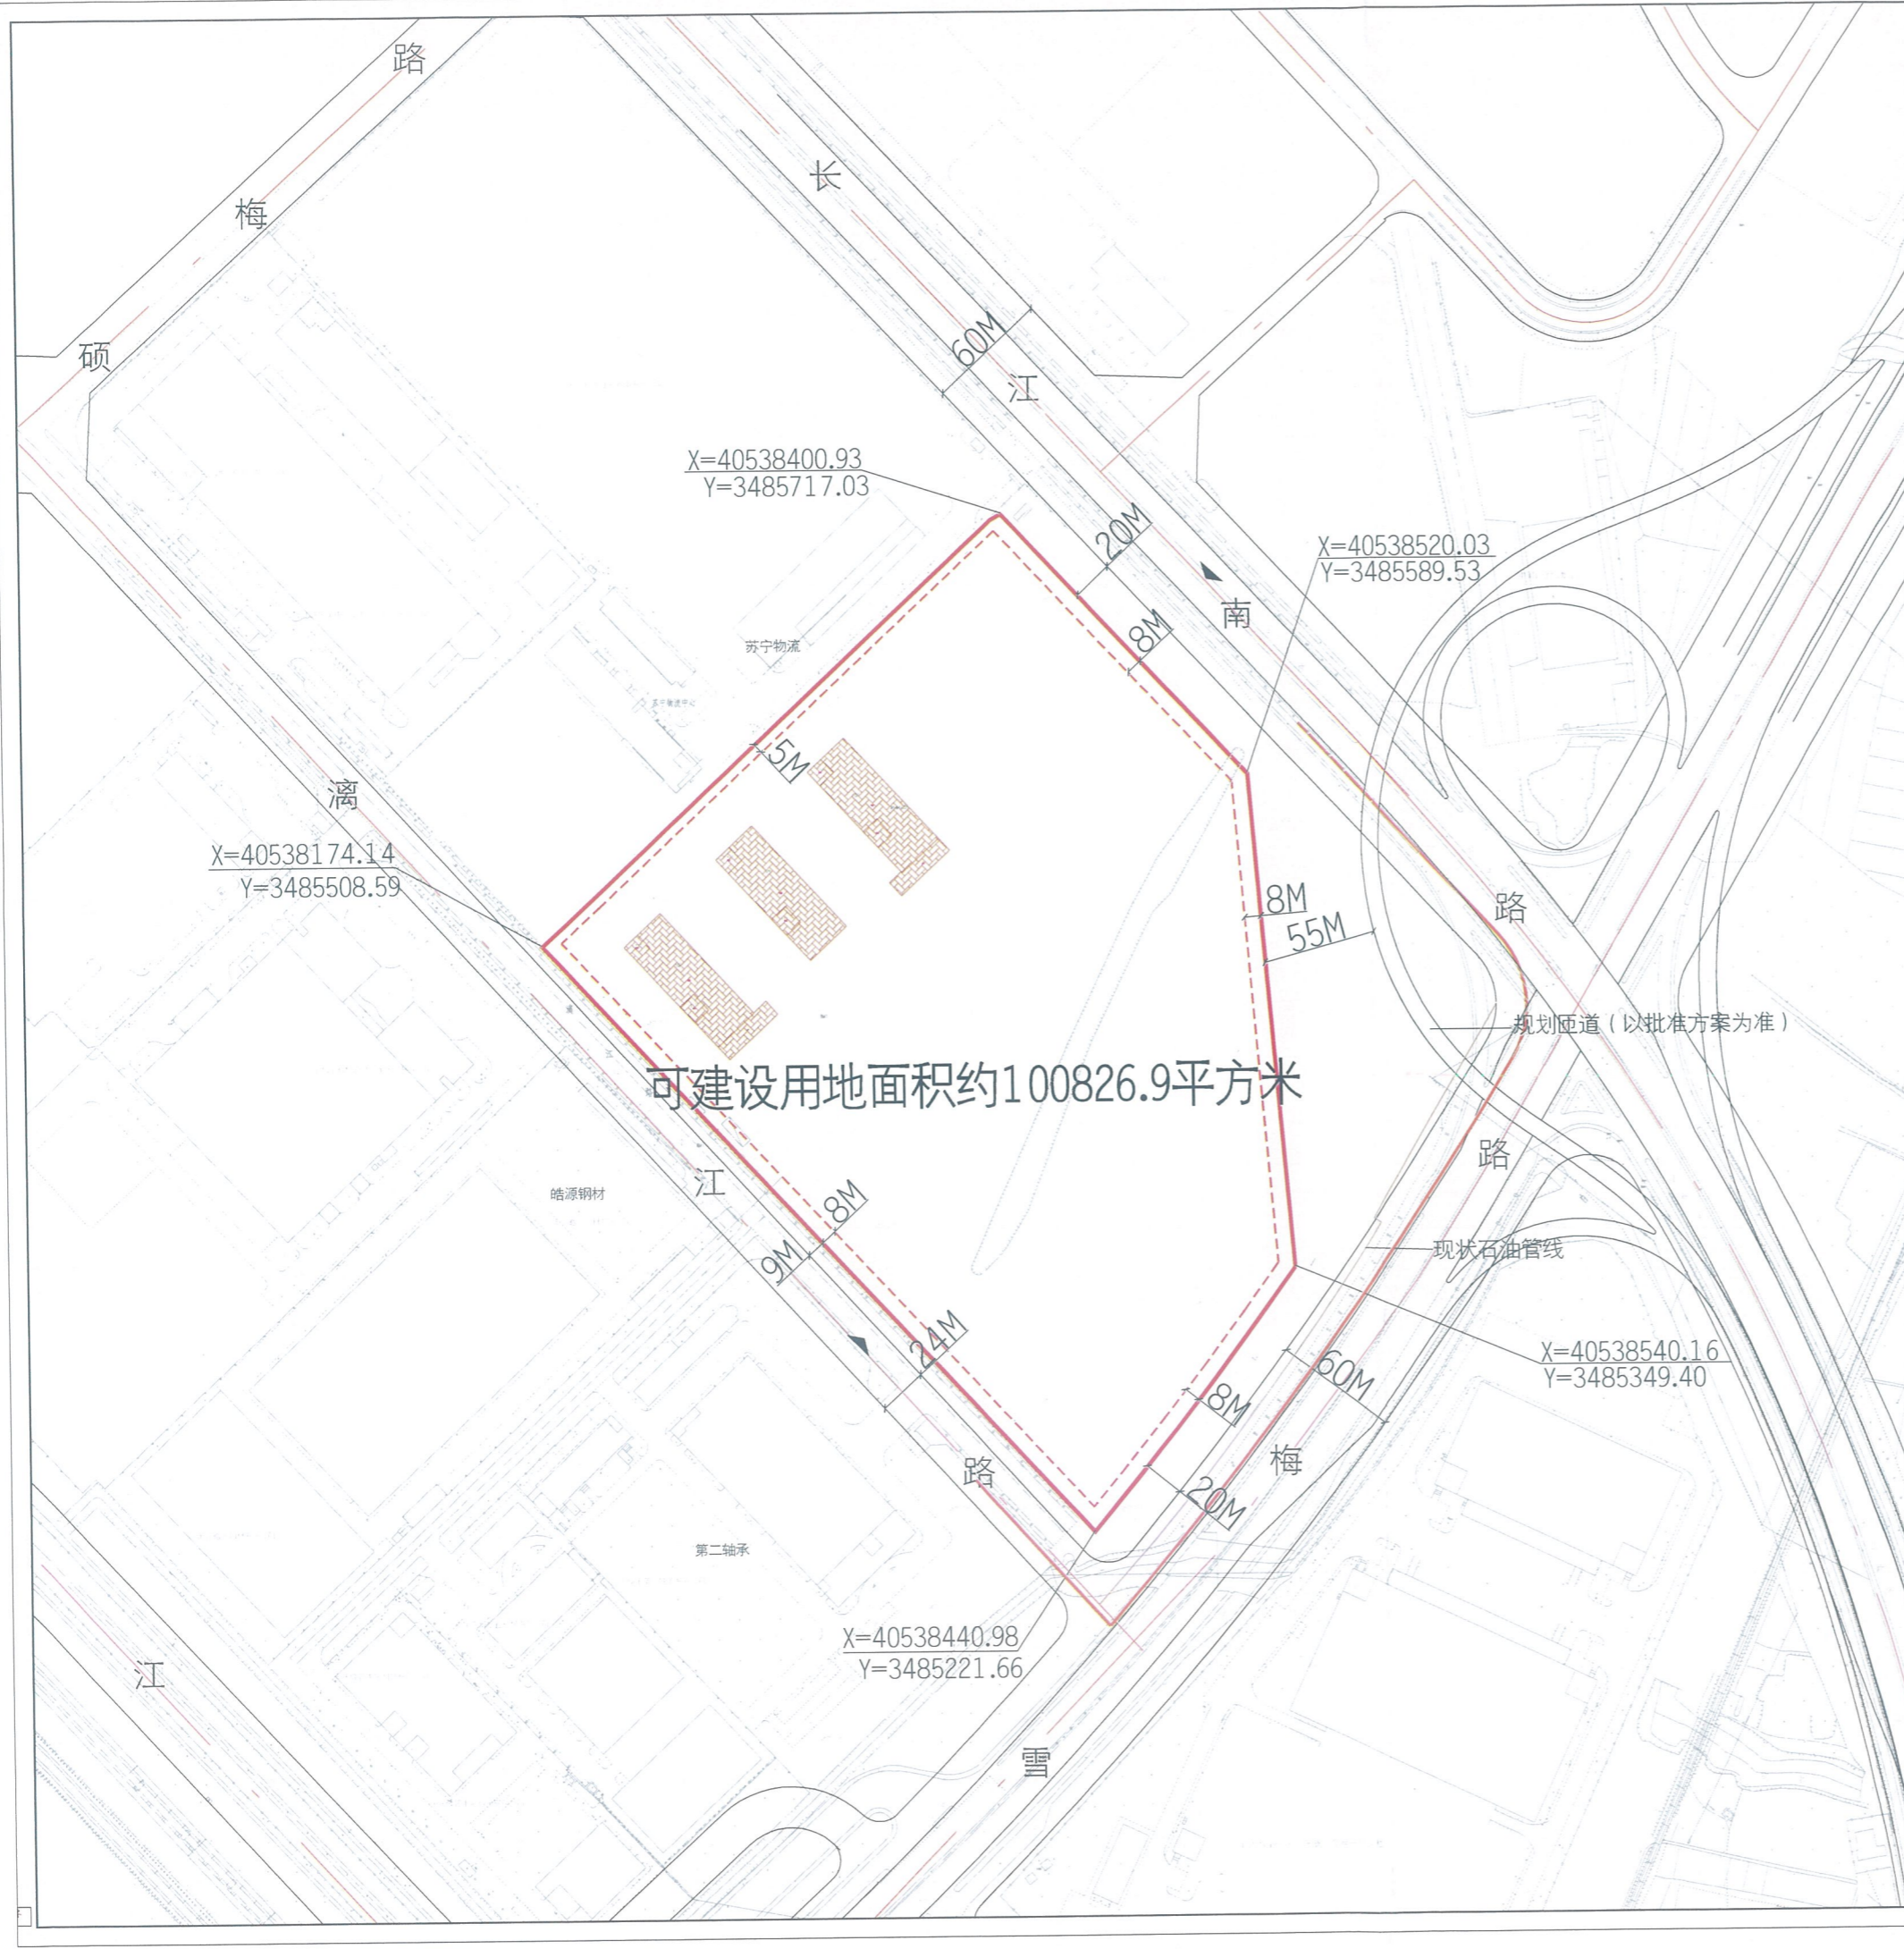 路
梅
硕
长
江
南
路
60M
X=40538400.93
Y=3485717.03
20M
X=40538520.03
Y=3485589.53
8M
苏宁物流
5M
漓
江
路
X=40538174.14
Y=3485508.59
8M
55M
规划匝道（以批准方案为准）
可建设用地面积约100826.9平方米
路
梅
雪
皓源钢材
8M
9M
现状石油管线
24M
X=40538540.16
Y=3485349.40
60M
8M
20M
第二轴承
X=40538440.98
Y=3485221.66
江